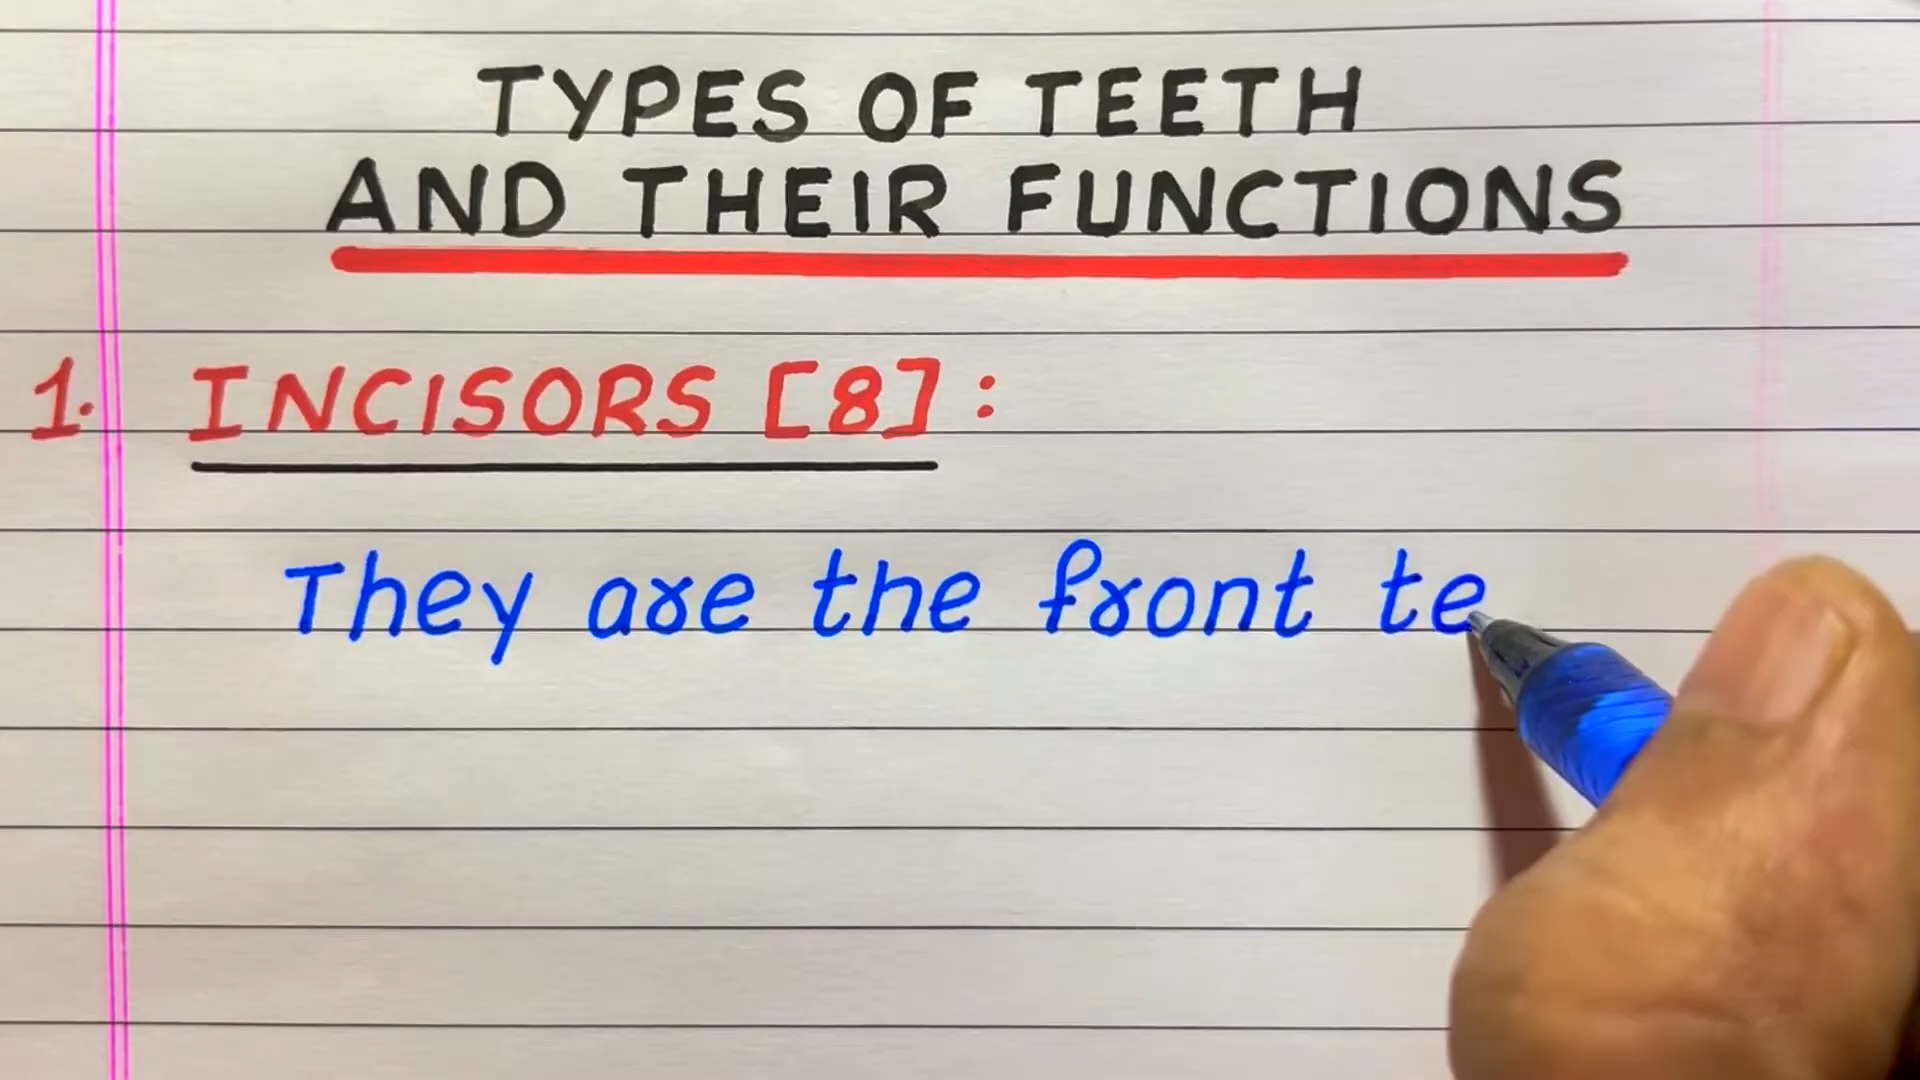 TYPES OF TEETH
AND THEIR FUNCTIONS
1. INCISORS [8]:
They are the front te